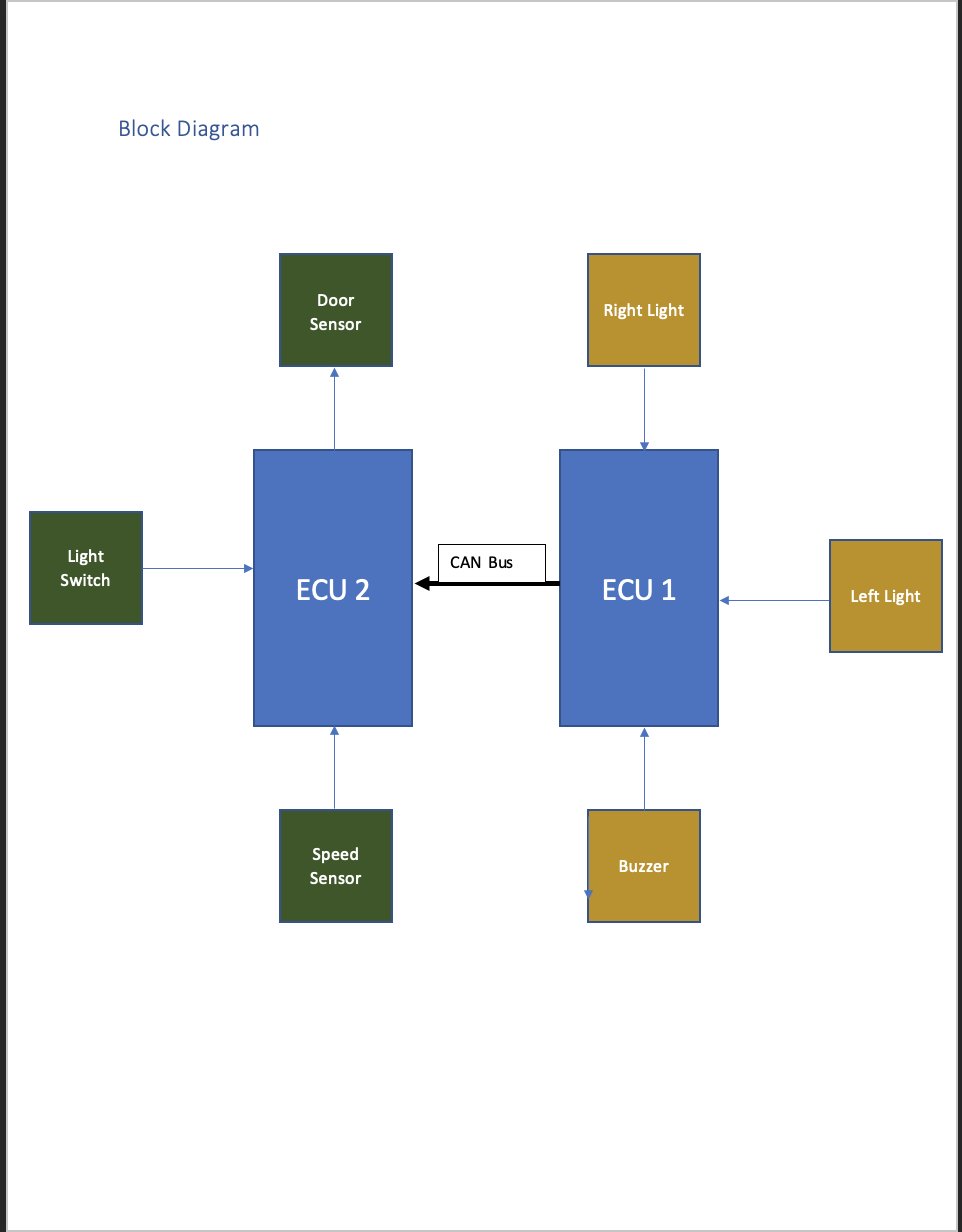 Block Diagram
Door
Sensor
Right Light
Light
Switch
ECU 2
CAN Bus
ECU 1
Left Light
Speed
Sensor
Buzzer